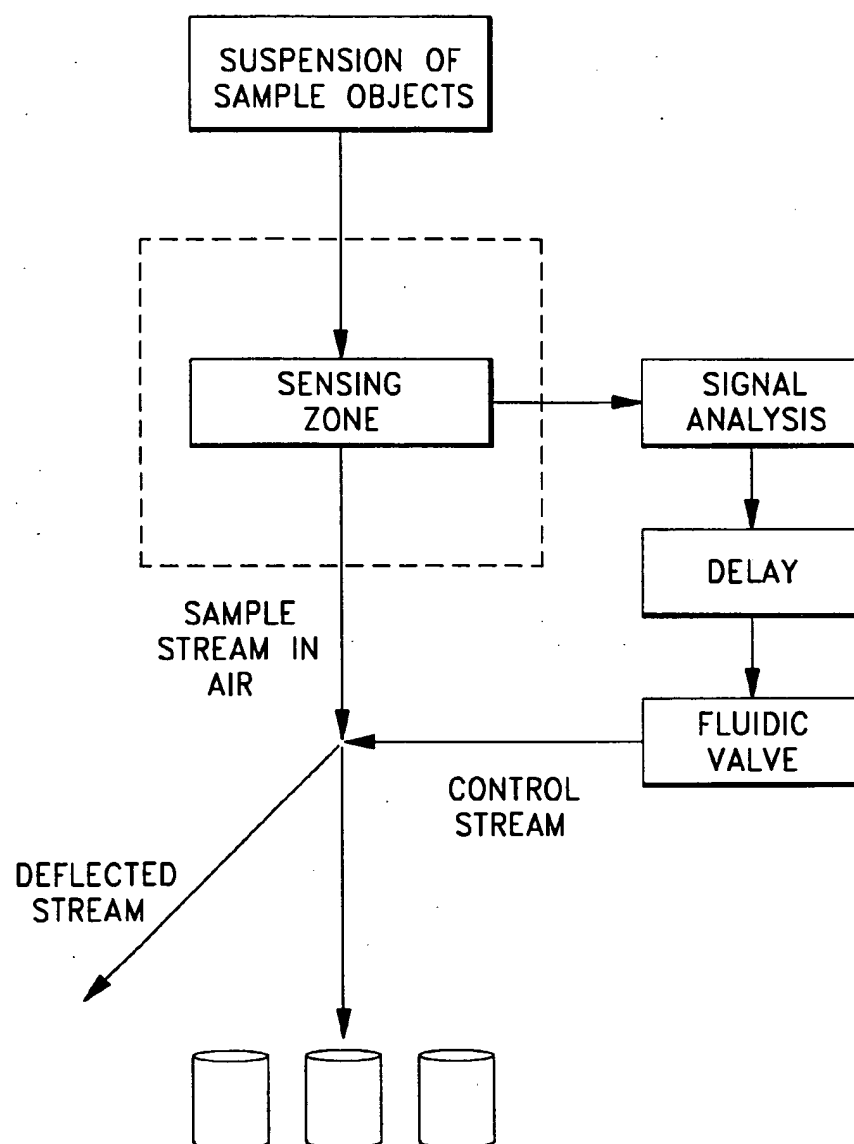 SUSPENSION OF
SAMPLE OBJECTS
SENSING
ZONE
SIGNAL
ANALYSIS
DELAY
SAMPLE
STREAM IN
AIR
FLUIDIC
VALVE
CONTROL
STREAM
DEFLECTED
STREAM